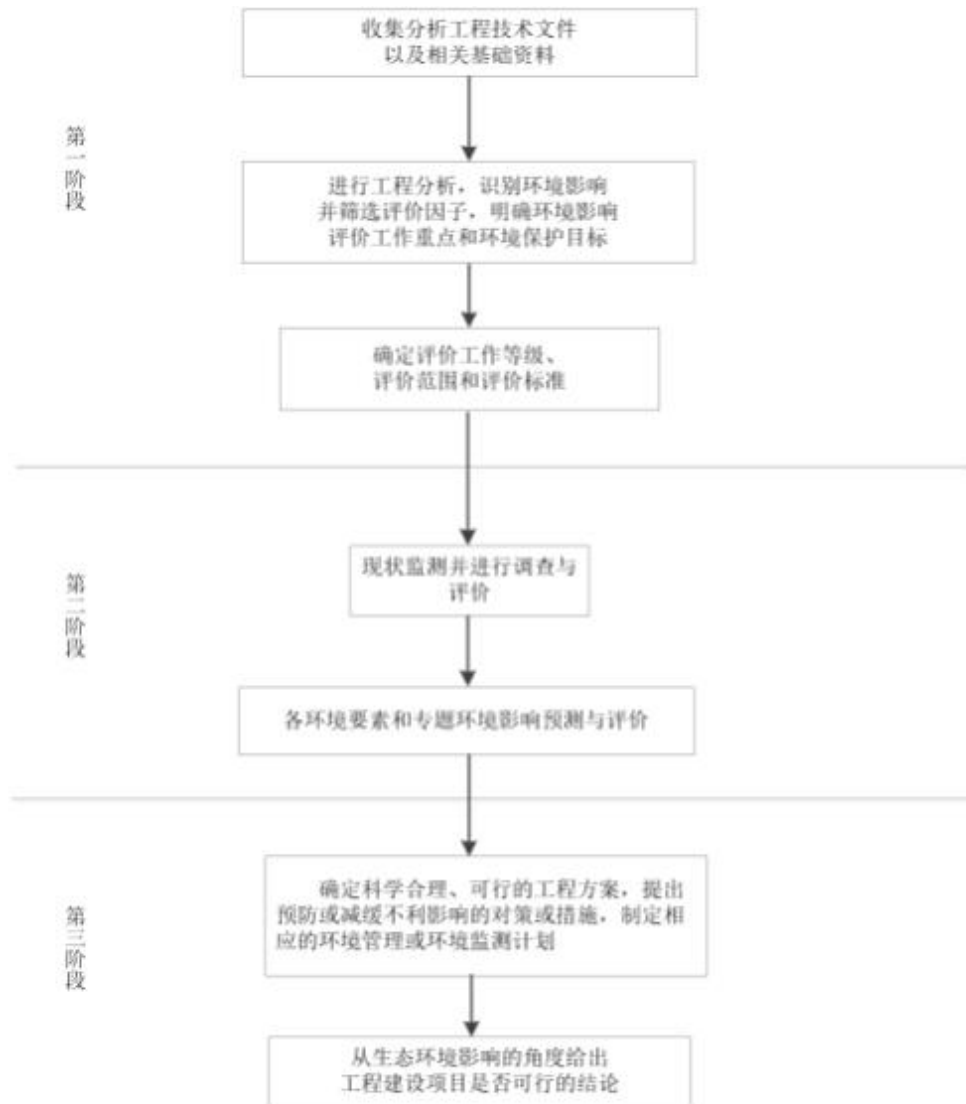 收集分析工程技术文件
以及相关基础资料
第一阶段
进行工程分析，识别环境影响
并筛选评价因子，明确环境影响
评价工作重点和环境保护目标
确定评价工作等级、
评价范围和评价标准
现状监测并进行调查与
评价
第二阶段
各环境要素和专题环境影响预测与评价
确定科学合理、可行的工程方案，提出
预防或减缓不利影响的对策或措施，制定相
应的环境管理或环境监测计划
第三阶段
从生态环境影响的角度给出
工程建设项目是否可行的结论